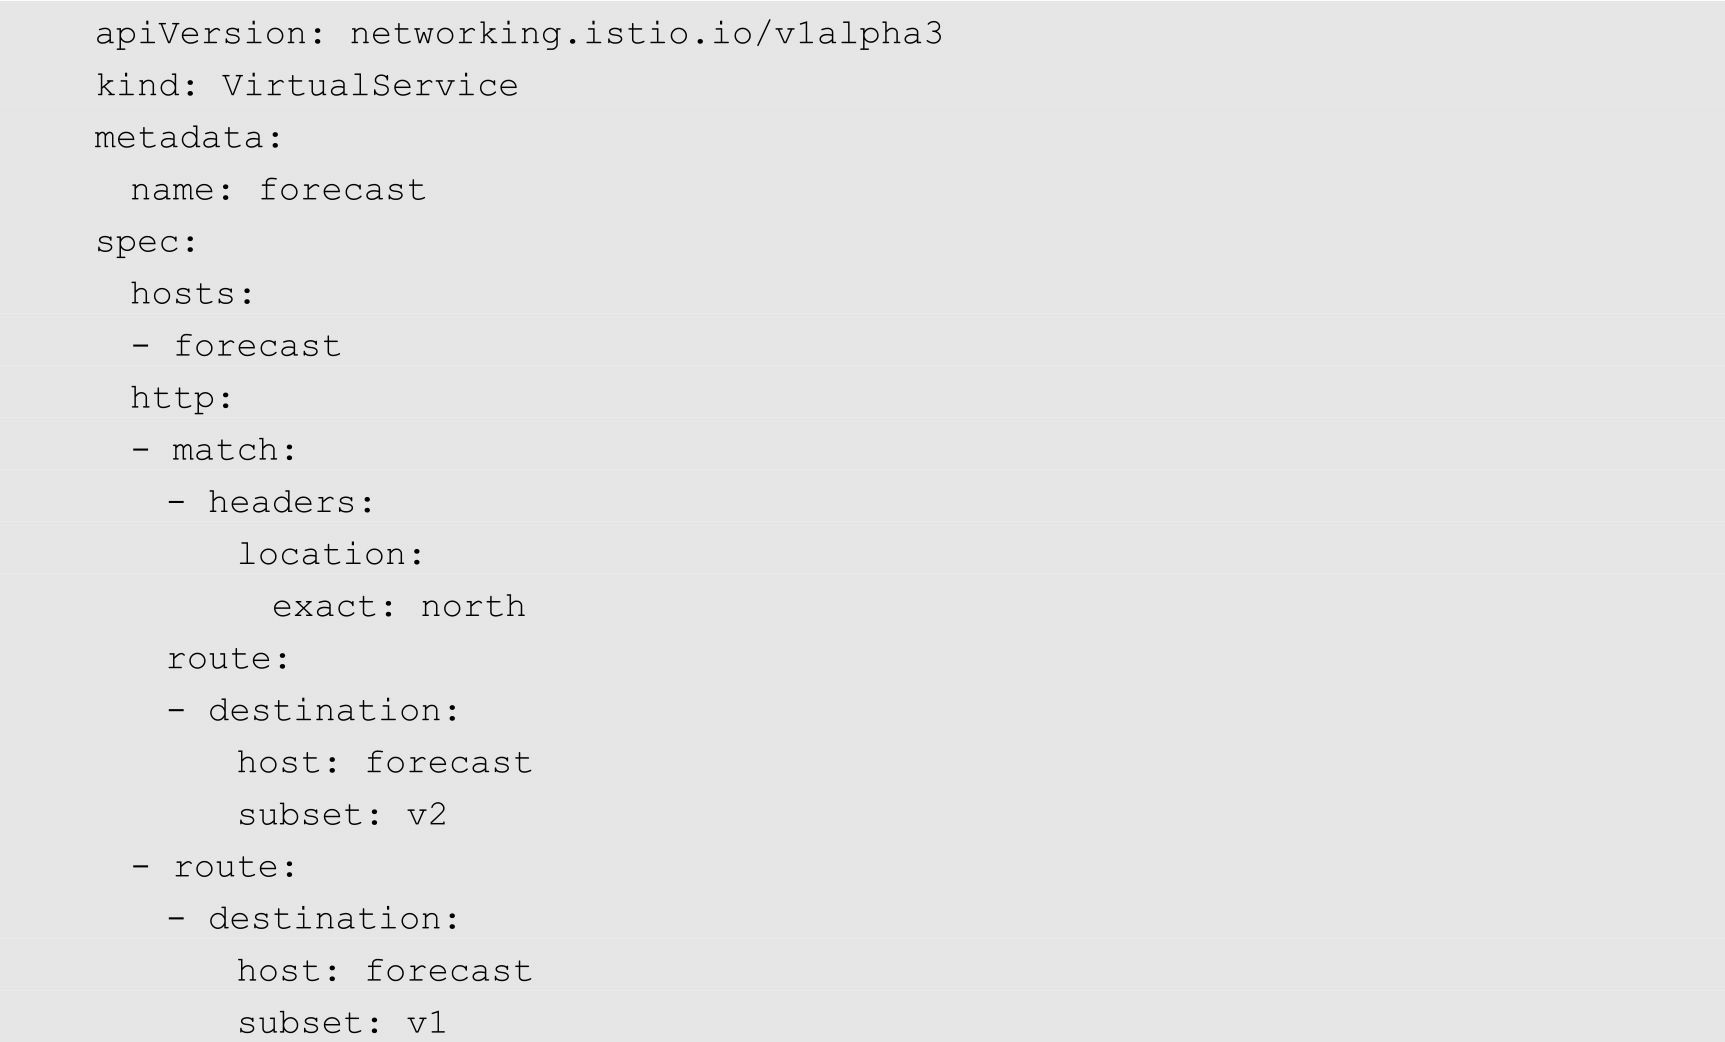 apiVersion: networking.istio.io/v1alpha3
kind: VirtualService
metadata:
  name: forecast
spec:
  hosts:
  - forecast
  http:
  - match:
    - headers:
        location:
          exact: north
    route:
    - destination:
        host: forecast
        subset: v2
  - route:
    - destination:
        host: forecast
        subset: v1